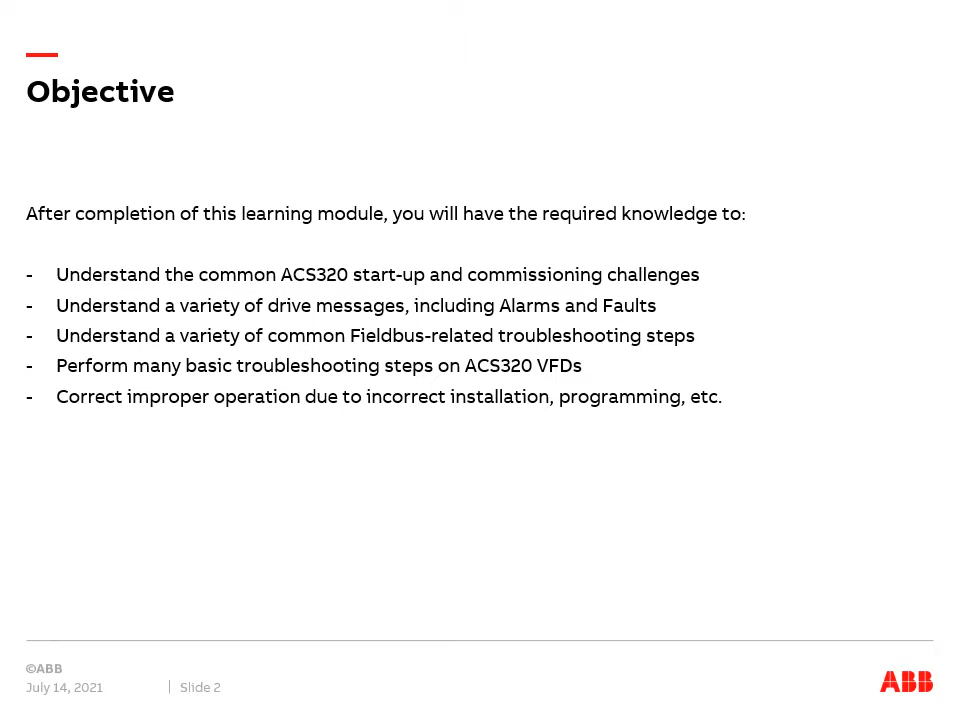 Objective
After completion of this learning module, you will have the required knowledge to:
- Understand the common ACS320 start-up and commissioning challenges
- Understand a variety of drive messages, including Alarms and Faults
- Understand a variety of common Fieldbus-related troubleshooting steps
- Perform many basic troubleshooting steps on ACS320 VFDs
- Correct improper operation due to incorrect installation, programming, etc.
©ABB
July 14, 2021 | Slide 2
ABB